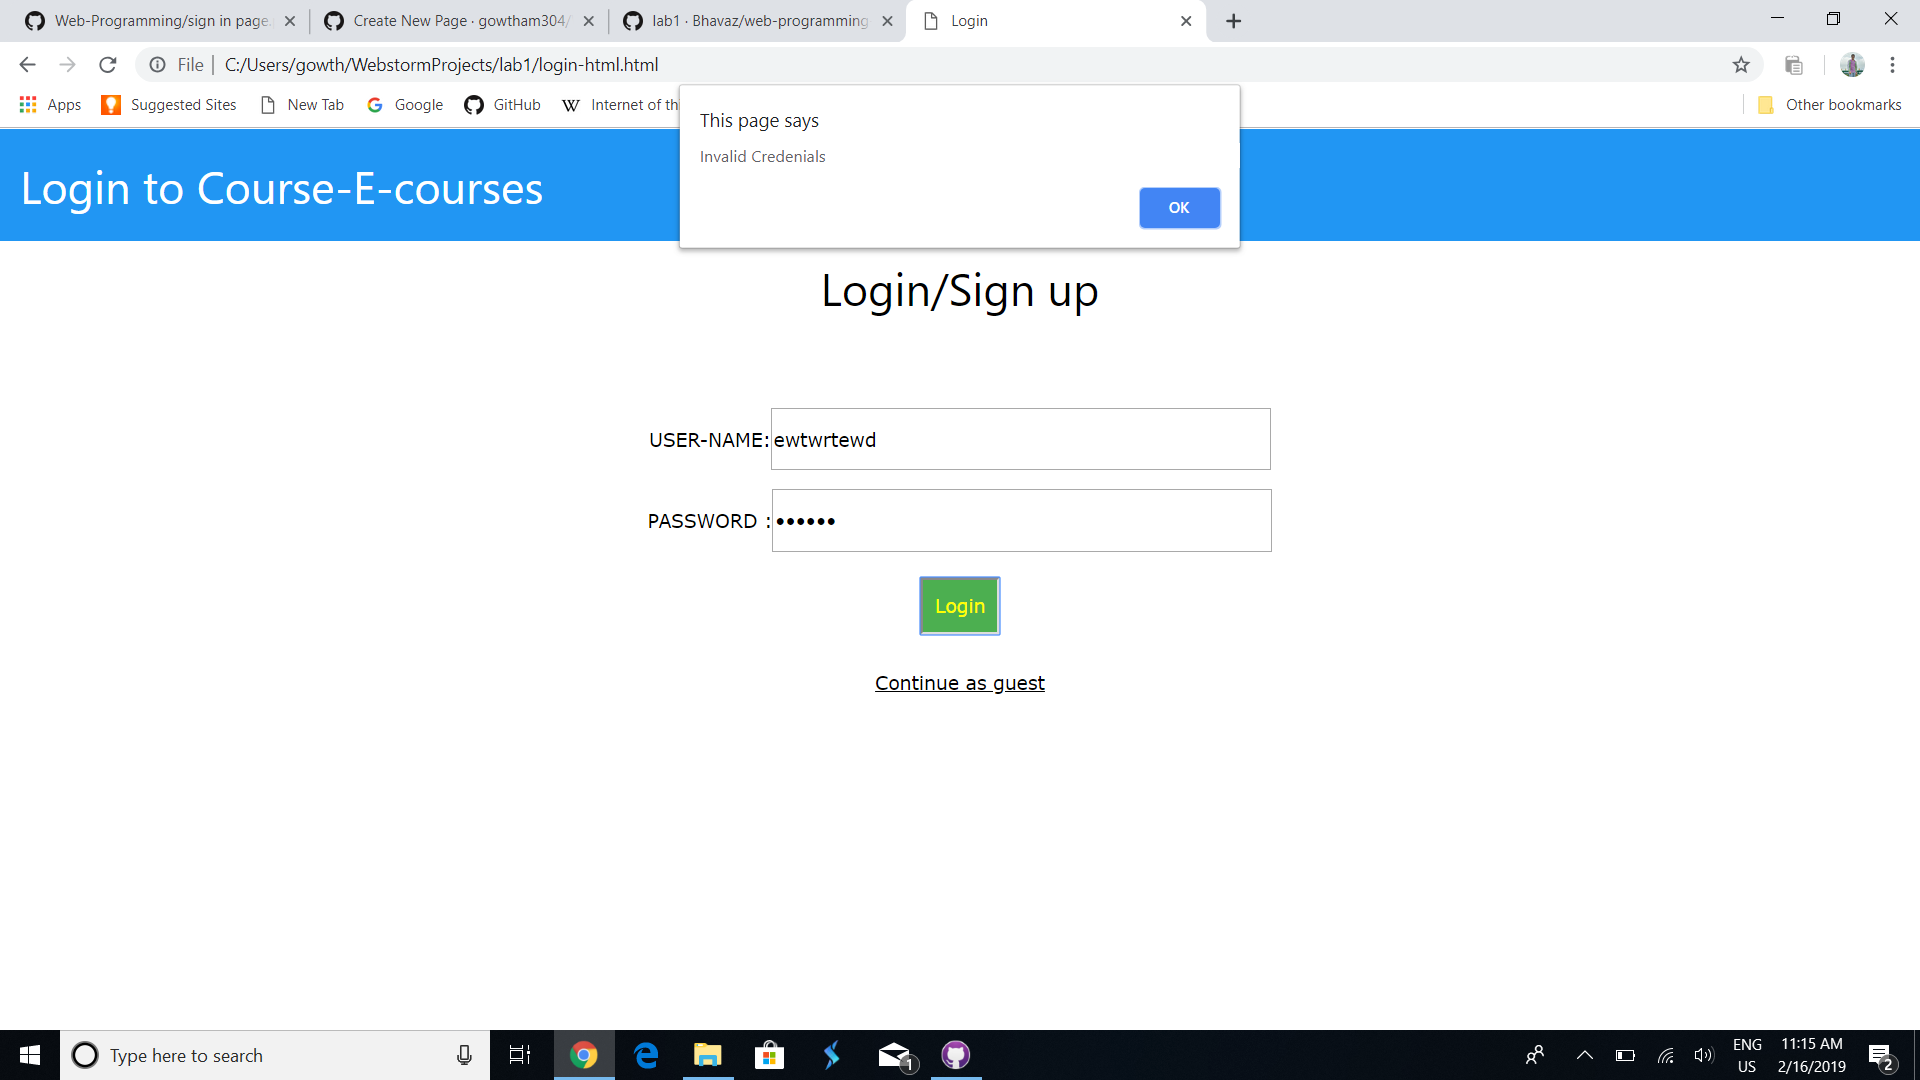 Web-Programming/sign in page.
Create New Page · gowtham304/
lab1 · Bhavaz/web-programming
Login
File
C:/Users/gowth/WebstormProjects/lab1/login-html.html
Apps
Suggested Sites
New Tab
Google
GitHub
Internet of th
Other bookmarks
This page says
Invalid Credenials
OK
Login to Course-E-courses
Login/Sign up
USER-NAME: ewtwrtewd
PASSWORD : ••••••
Login
Continue as guest
Type here to search
1
ENG
US
11:15 AM
2/16/2019
2